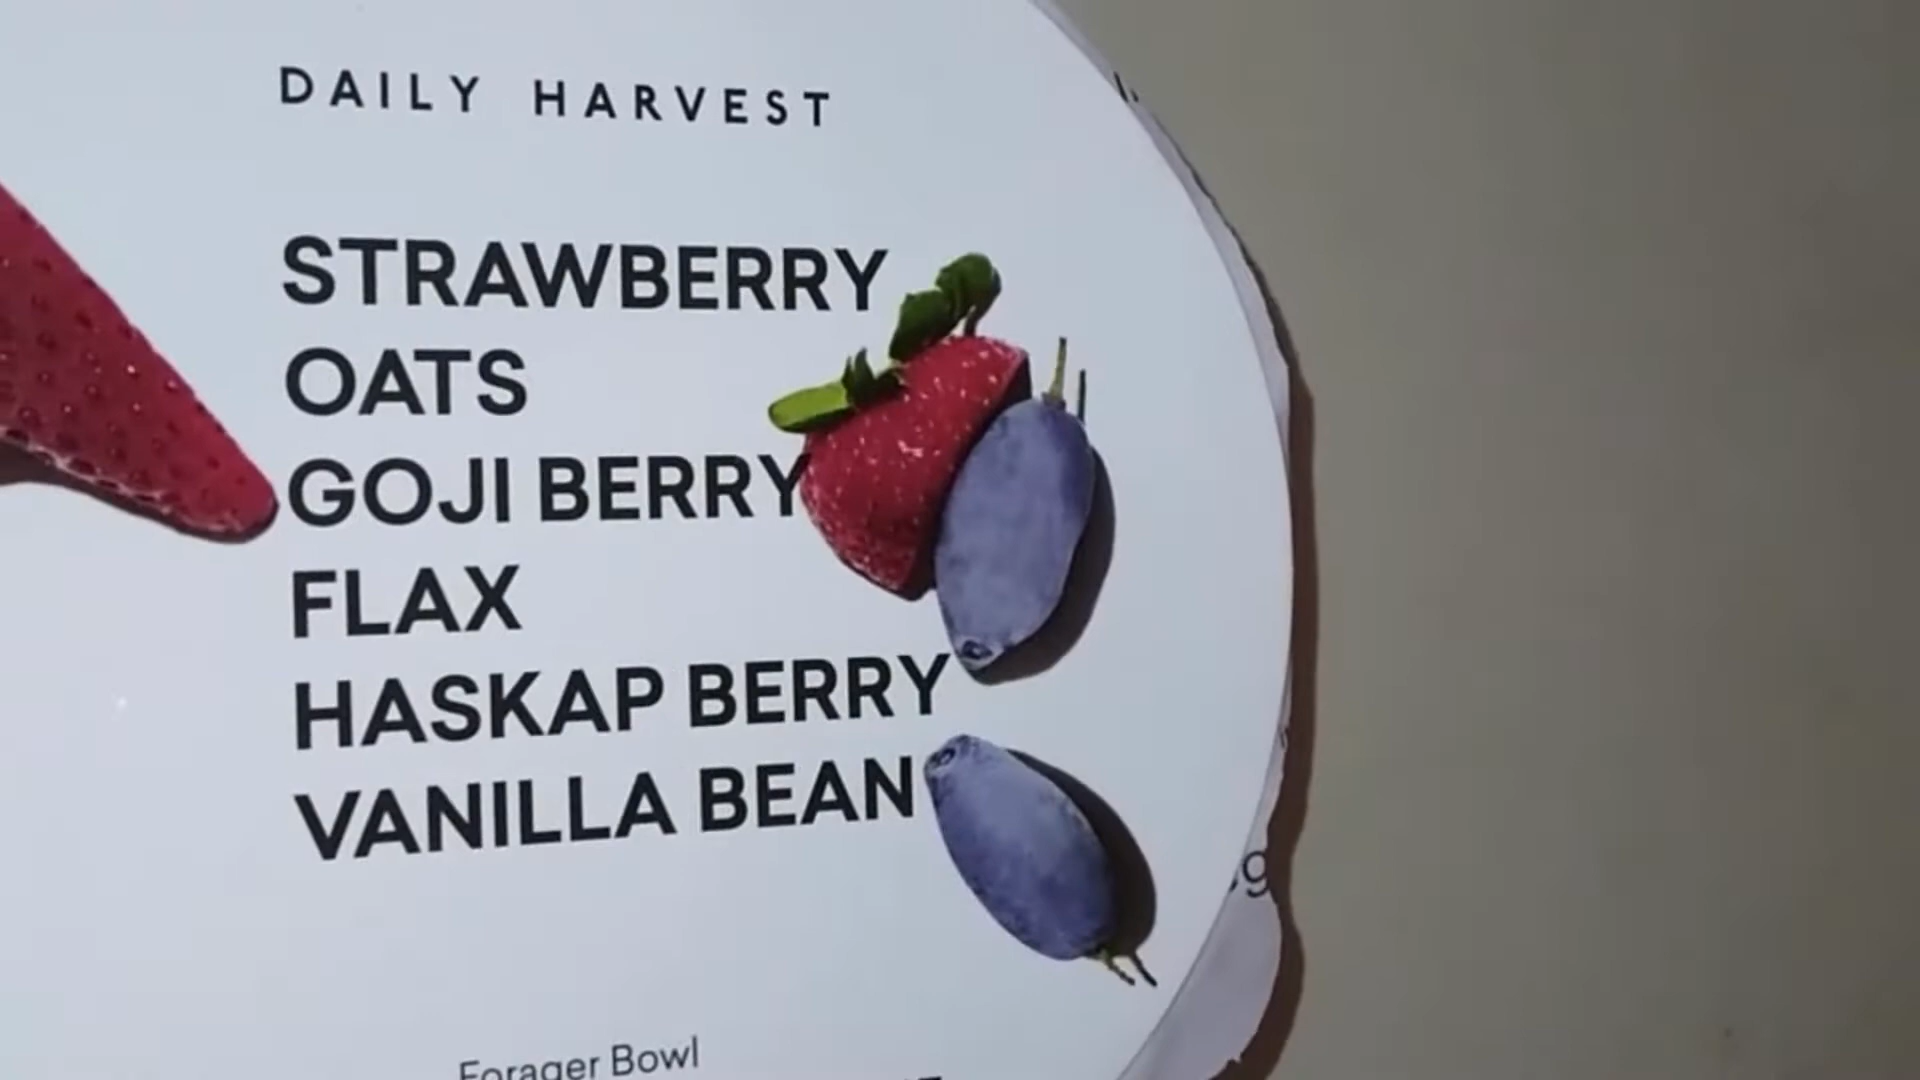 DAILY HARVEST
STRAWBERRY
OATS
GOJI BERRY
FLAX
HASKAP BERRY
VANILLA BEAN
Forager Bowl